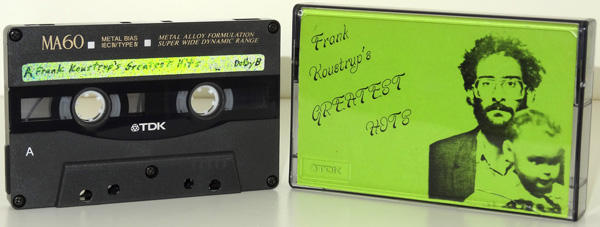 MA60
METAL BIAS
IEC IV/TYPE IV
METAL ALLOY FORMULATION
SUPER WIDE DYNAMIC RANGE
A Frank Koustrup's Greatest Hits DolbyB
TDK
A
Frank
Koustrup's
GREATEST
HITS
TDK